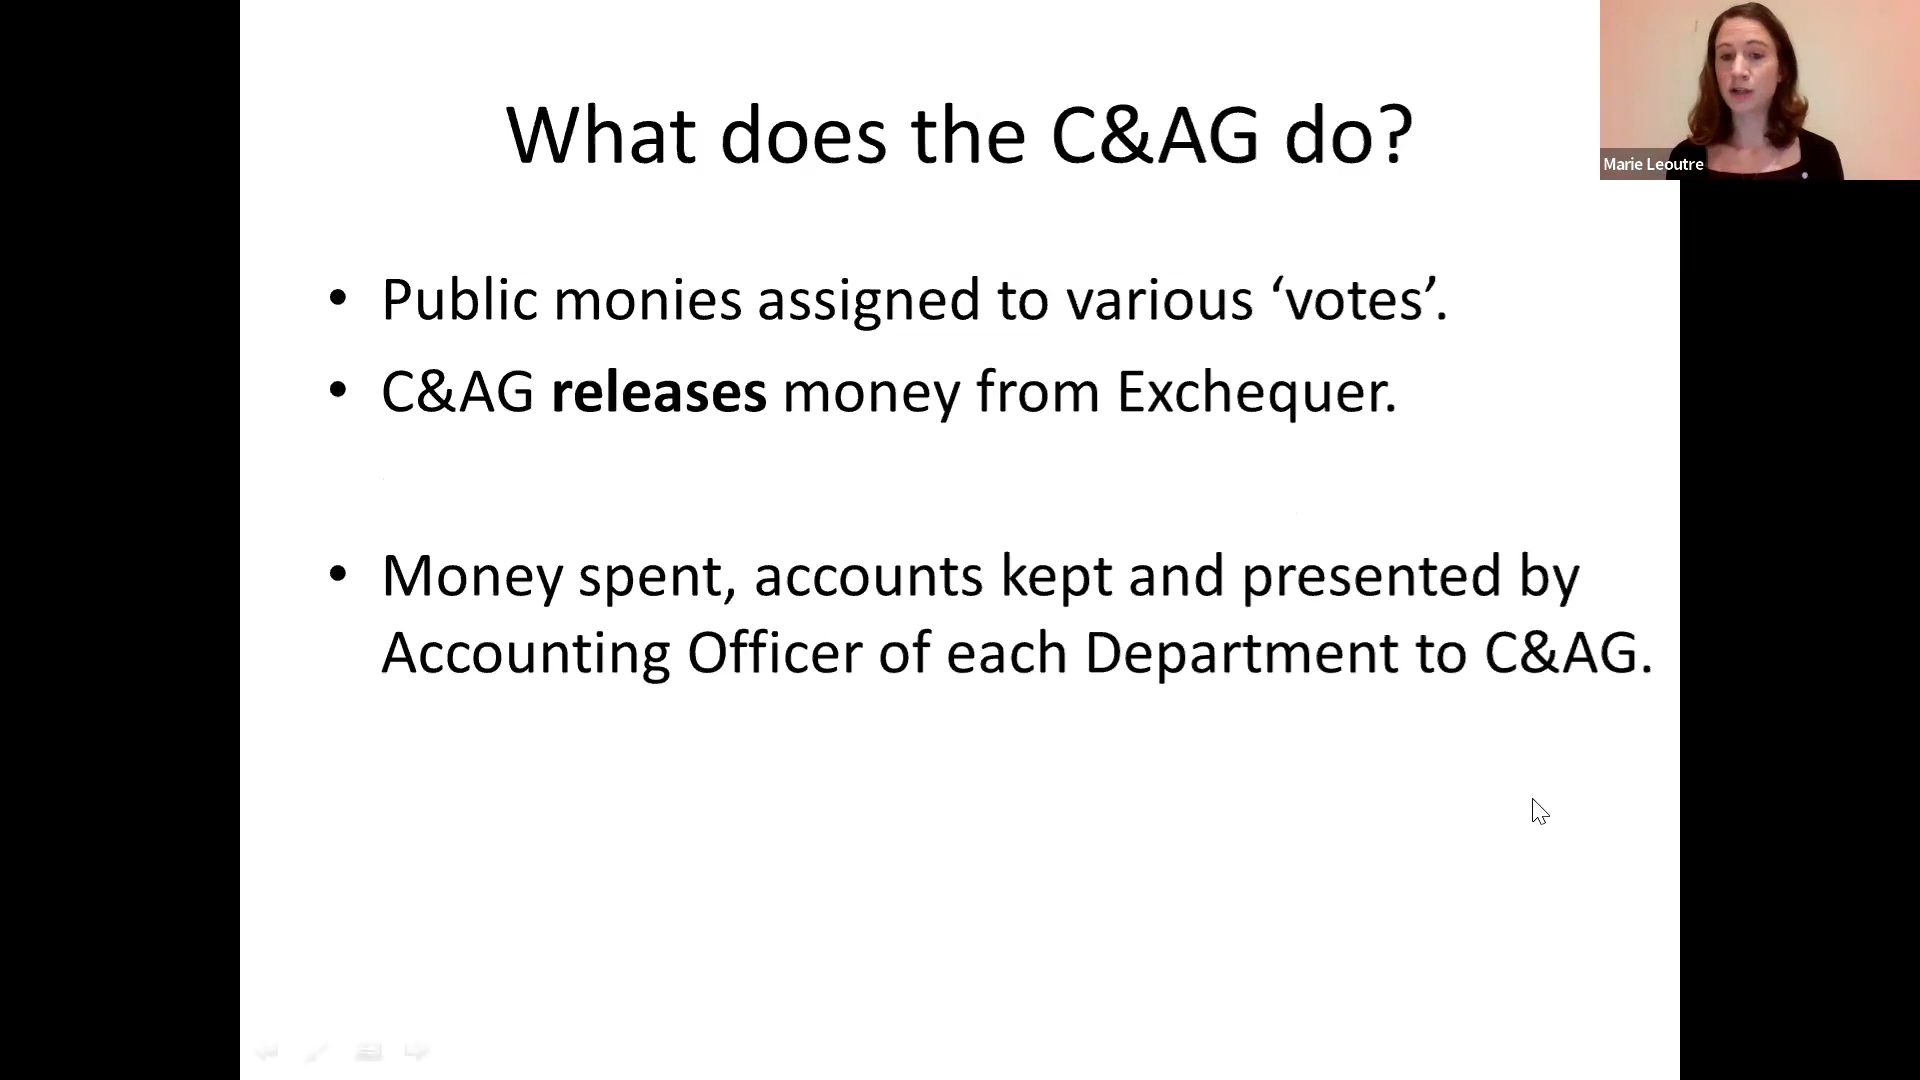 What does the C&AG do?
Marie Leoutre
• Public monies assigned to various ‘votes’.
• C&AG releases money from Exchequer.
• Money spent, accounts kept and presented by
Accounting Officer of each Department to C&AG.